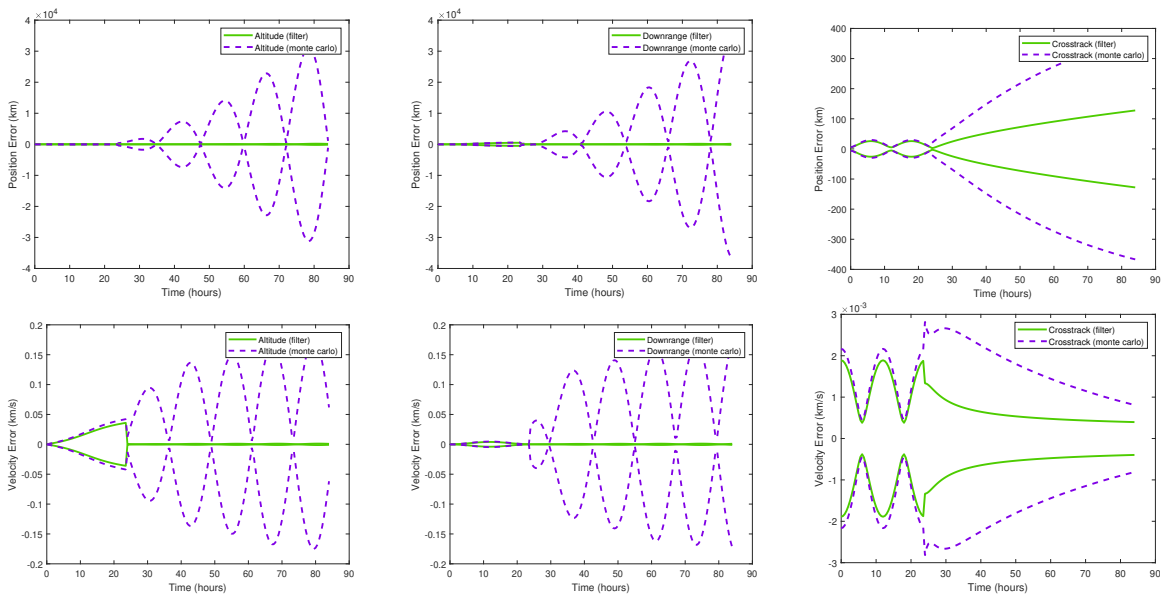 ×10⁴
4
3
2
1
0
-1
-2
-3
-4
Position Error (km)
0 10 20 30 40 50 60 70 80 90
Time (hours)
Altitude (filter)
Altitude (monte carlo)
×10⁴
4
3
2
1
0
-1
-2
-3
-4
Position Error (km)
0 10 20 30 40 50 60 70 80 90
Time (hours)
Downrange (filter)
Downrange (monte carlo)
400
300
200
100
0
-100
-200
-300
-400
Position Error (km)
0 10 20 30 40 50 60 70 80 90
Time (hours)
Crosstrack (filter)
Crosstrack (monte carlo)
0.2
0.15
0.1
0.05
0
-0.05
-0.1
-0.15
-0.2
Velocity Error (km/s)
0 10 20 30 40 50 60 70 80 90
Time (hours)
Altitude (filter)
Altitude (monte carlo)
0.2
0.15
0.1
0.05
0
-0.05
-0.1
-0.15
-0.2
Velocity Error (km/s)
0 10 20 30 40 50 60 70 80 90
Time (hours)
Downrange (filter)
Downrange (monte carlo)
×10⁻³
3
2
1
0
-1
-2
-3
Velocity Error (km/s)
0 10 20 30 40 50 60 70 80 90
Time (hours)
Crosstrack (filter)
Crosstrack (monte carlo)